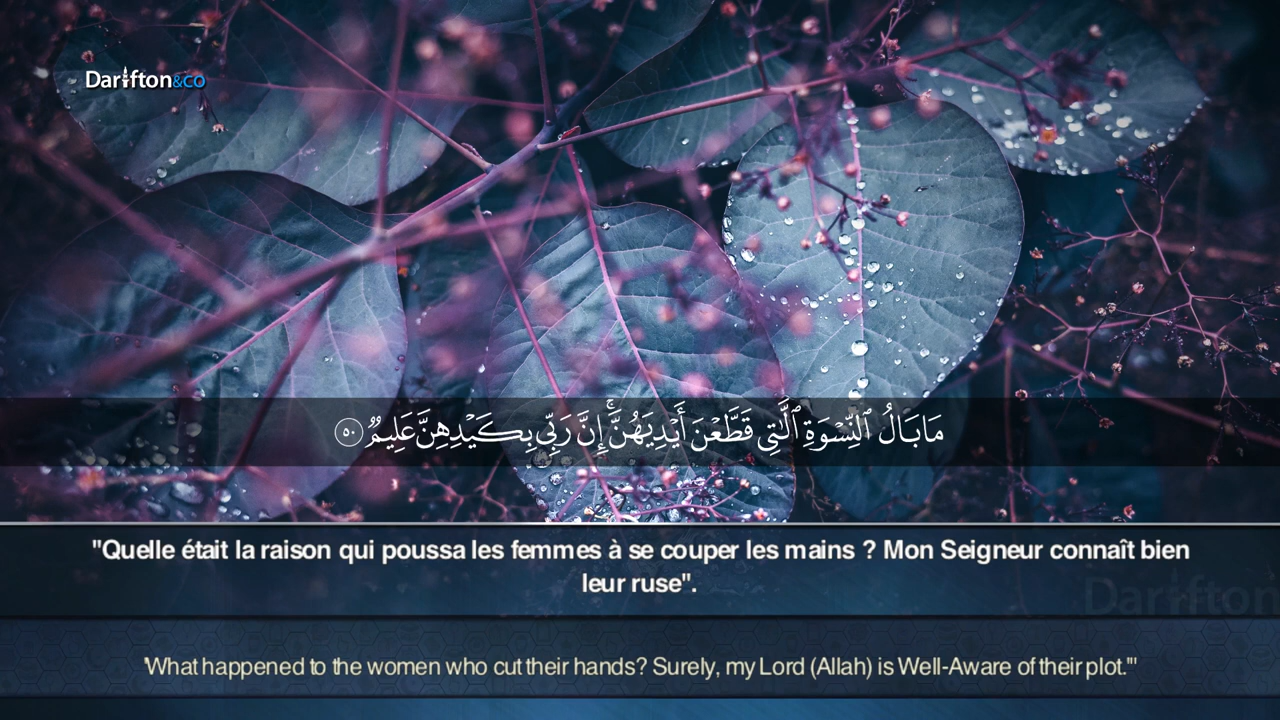 Darifton&co
مَا بَالُ ٱلنِّسْوَةِ ٱلَّٰتِى قَطَّعْنَ أَيْدِيَهُنَّ ۚ إِنَّ رَبِّى بِكَيْدِهِنَّ عَلِيمٌ ٥٠
"Quelle était la raison qui poussa les femmes à se couper les mains ? Mon Seigneur connaît bien
leur ruse".
Darifton
'What happened to the women who cut their hands? Surely, my Lord (Allah) is Well-Aware of their plot.'"